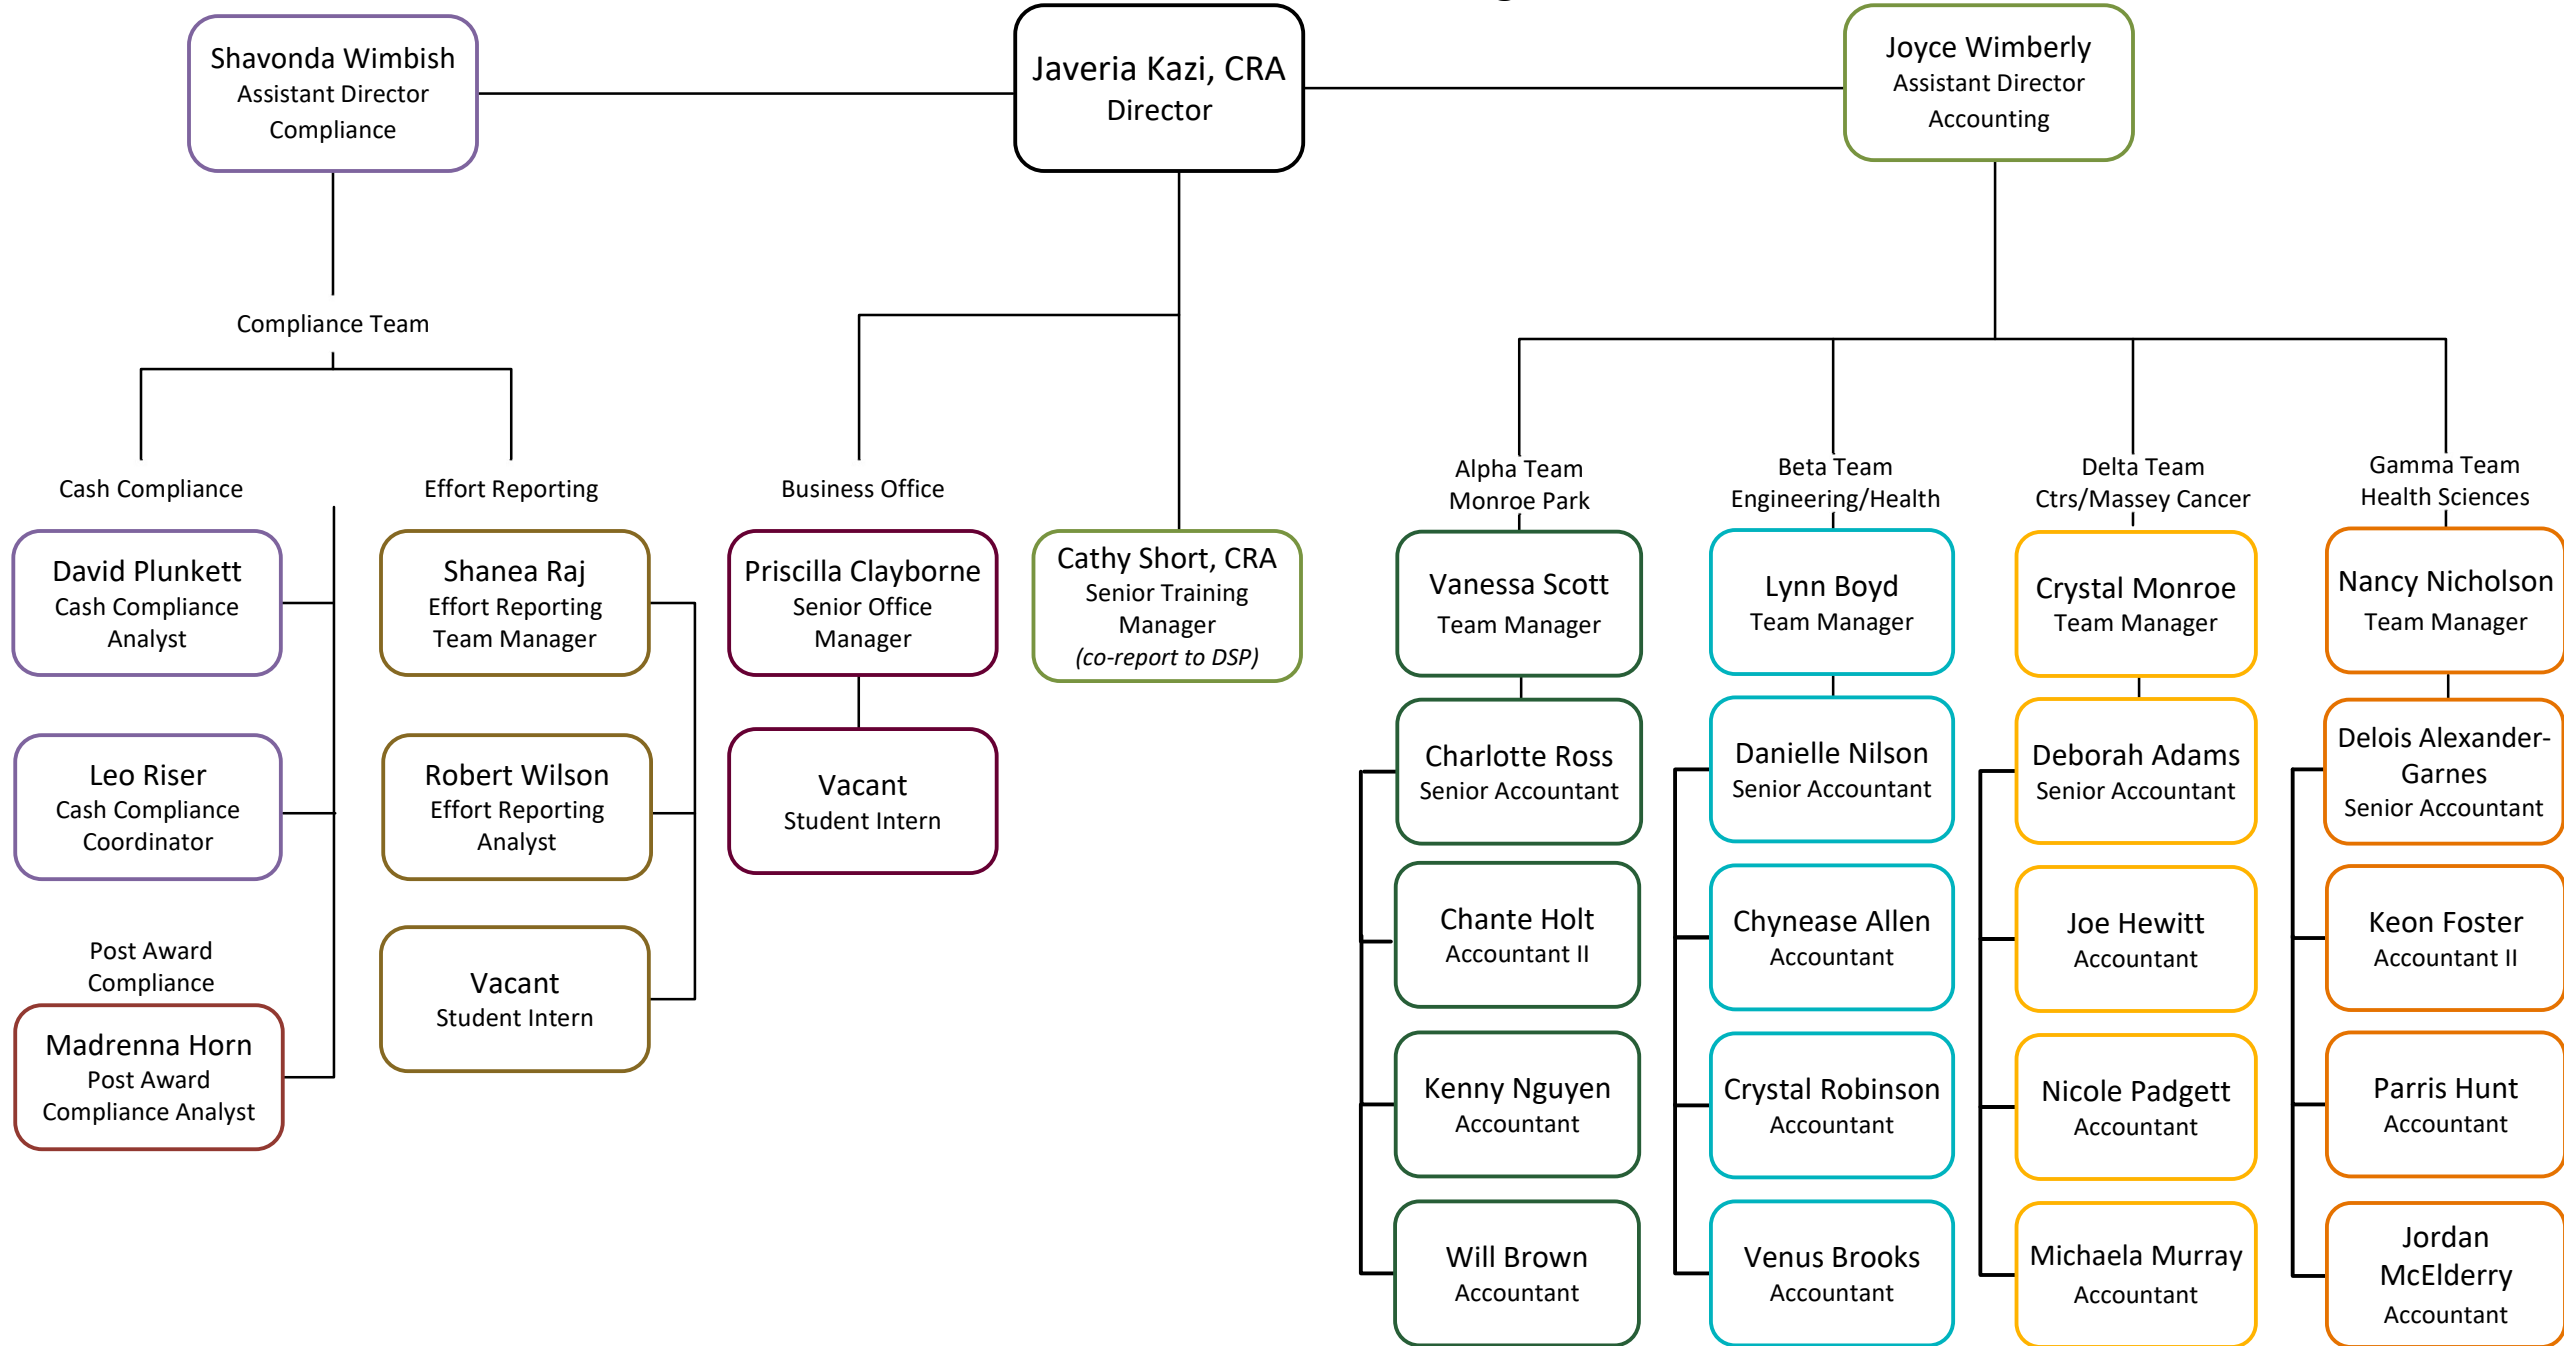 Shavonda Wimbish
Assistant Director
Compliance
Javeria Kazi, CRA
Director
Joyce Wimberly
Assistant Director
Accounting
Compliance Team
Cash Compliance
David Plunkett
Cash Compliance
Analyst
Leo Riser
Cash Compliance
Coordinator
Post Award
Compliance
Madrenna Horn
Post Award
Compliance Analyst
Effort Reporting
Shanea Raj
Effort Reporting
Team Manager
Robert Wilson
Effort Reporting
Analyst
Vacant
Student Intern
Business Office
Priscilla Clayborne
Senior Office
Manager
Vacant
Student Intern
Cathy Short, CRA
Senior Training
Manager
(co-report to DSP)
Alpha Team
Monroe Park
Vanessa Scott
Team Manager
Charlotte Ross
Senior Accountant
Chante Holt
Accountant II
Kenny Nguyen
Accountant
Will Brown
Accountant
Beta Team
Engineering/Health
Lynn Boyd
Team Manager
Danielle Nilson
Senior Accountant
Chynease Allen
Accountant
Crystal Robinson
Accountant
Venus Brooks
Accountant
Delta Team
Ctrs/Massey Cancer
Crystal Monroe
Team Manager
Deborah Adams
Senior Accountant
Joe Hewitt
Accountant
Nicole Padgett
Accountant
Michaela Murray
Accountant
Gamma Team
Health Sciences
Nancy Nicholson
Team Manager
Delois Alexander-
Garnes
Senior Accountant
Keon Foster
Accountant II
Parris Hunt
Accountant
Jordan
McElderry
Accountant